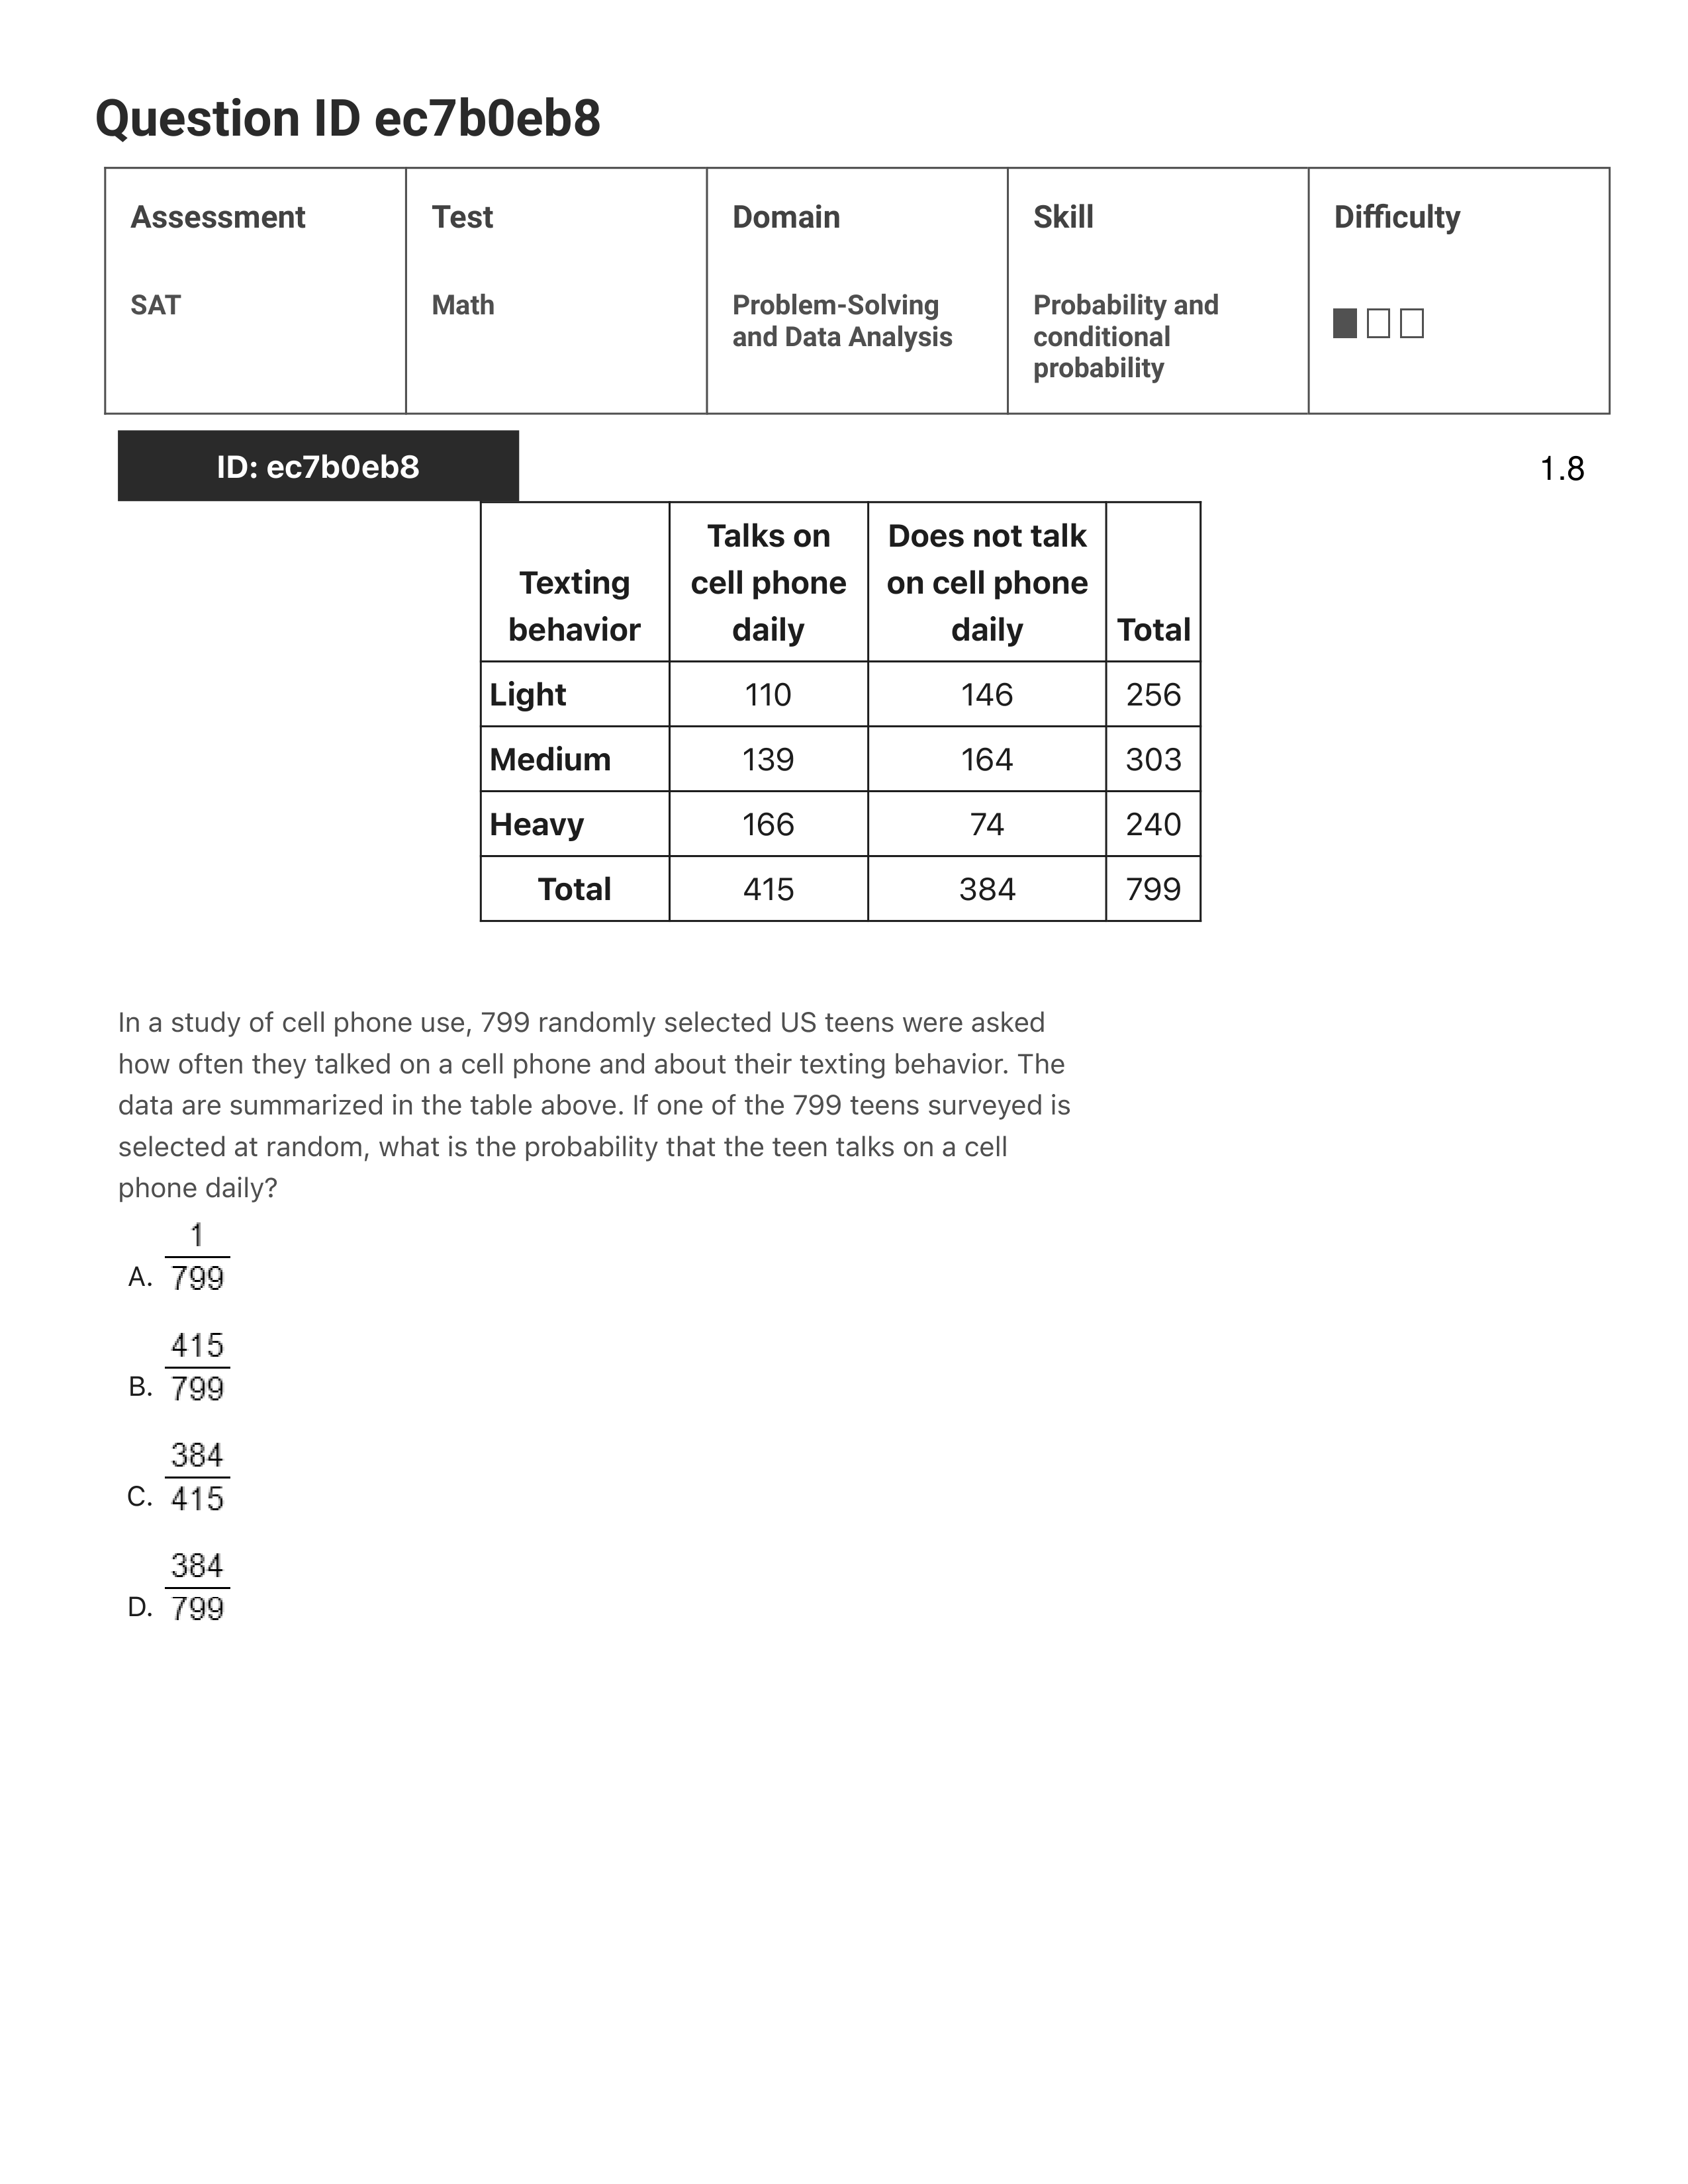 Question ID ec7b0eb8
Assessment Test Domain Skill Difficulty
SAT Math Problem-Solving and Data Analysis Probability and conditional probability
ID: ec7b0eb8 1.8
Texting behavior Talks on cell phone daily Does not talk on cell phone daily Total
Light 110 146 256
Medium 139 164 303
Heavy 166 74 240
Total 415 384 799
In a study of cell phone use, 799 randomly selected US teens were asked
how often they talked on a cell phone and about their texting behavior. The
data are summarized in the table above. If one of the 799 teens surveyed is
selected at random, what is the probability that the teen talks on a cell
phone daily?
A. 1/799
B. 415/799
C. 384/415
D. 384/799